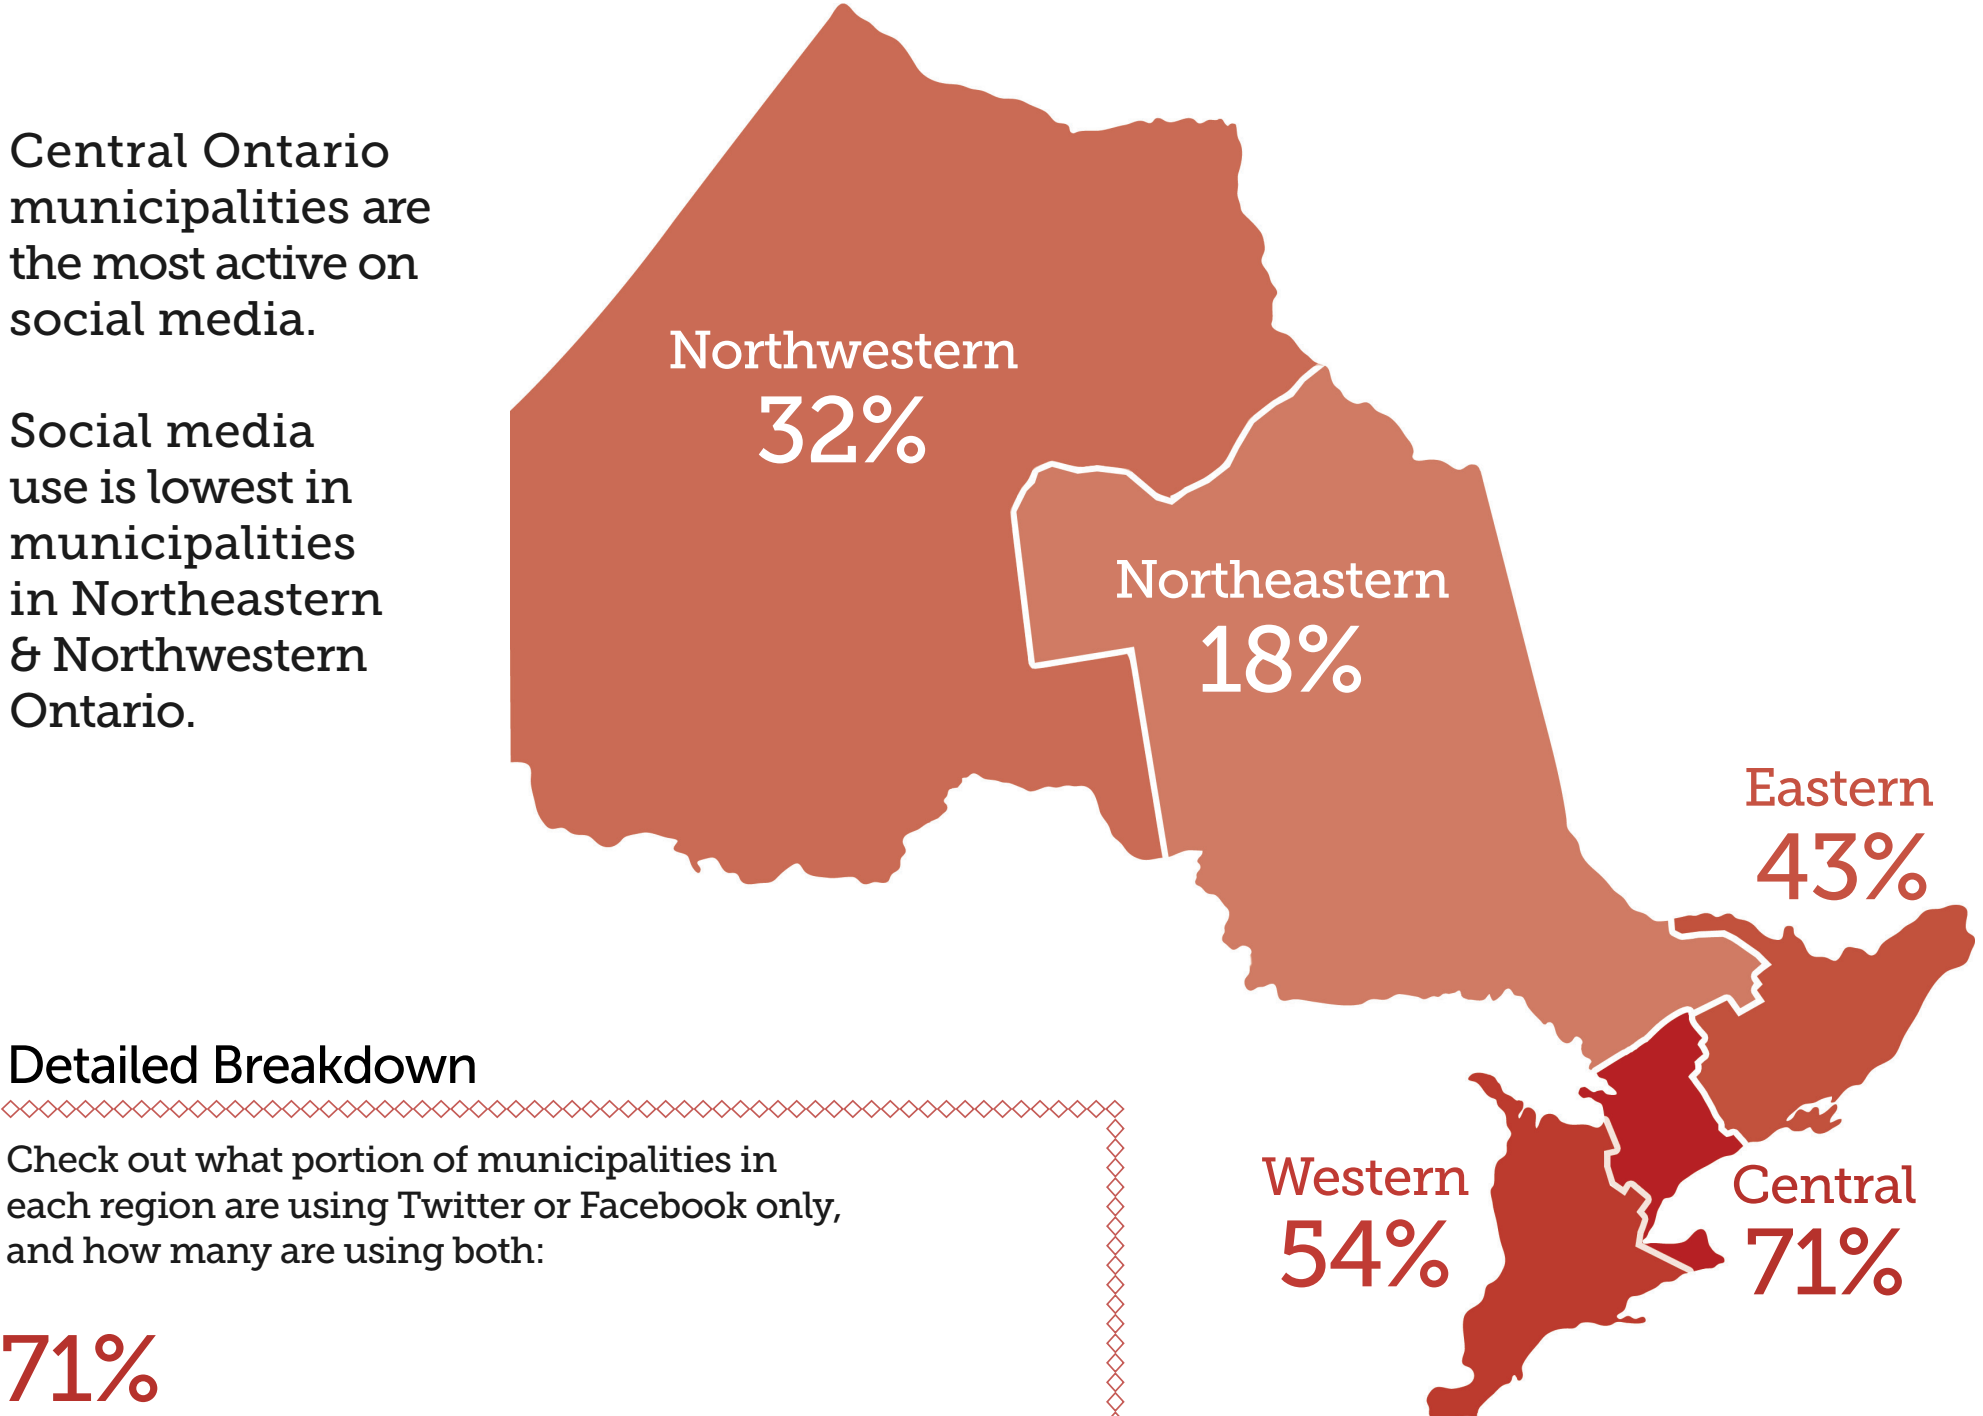 Central Ontario
municipalities are
the most active on
social media.
Social media
use is lowest in
municipalities
in Northeastern
& Northwestern
Ontario.
Northwestern
32%
Northeastern
18%
Eastern
43%
Western
54%
Central
71%
Detailed Breakdown
Check out what portion of municipalities in
each region are using Twitter or Facebook only,
and how many are using both:
71%